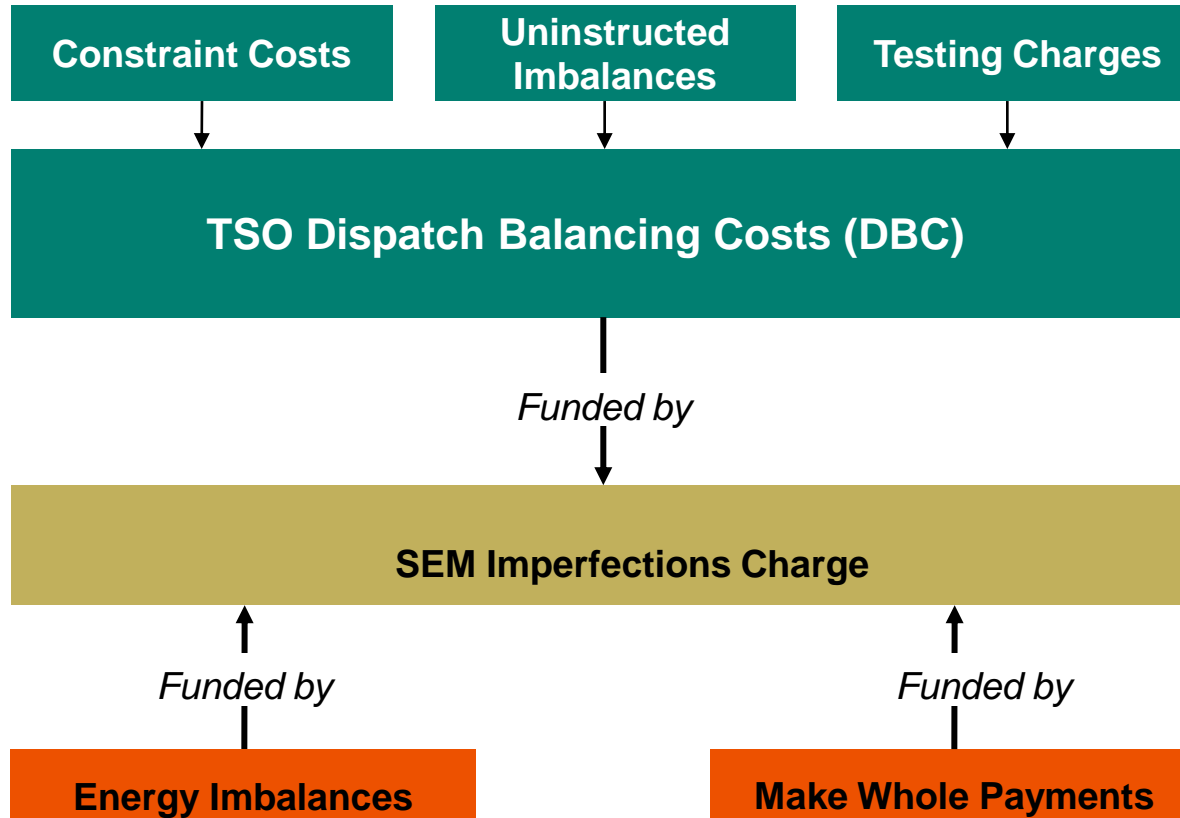 Constraint Costs
Uninstructed
Imbalances
Testing Charges
TSO Dispatch Balancing Costs (DBC)
Funded by
SEM Imperfections Charge
Funded by
Funded by
Energy Imbalances
Make Whole Payments